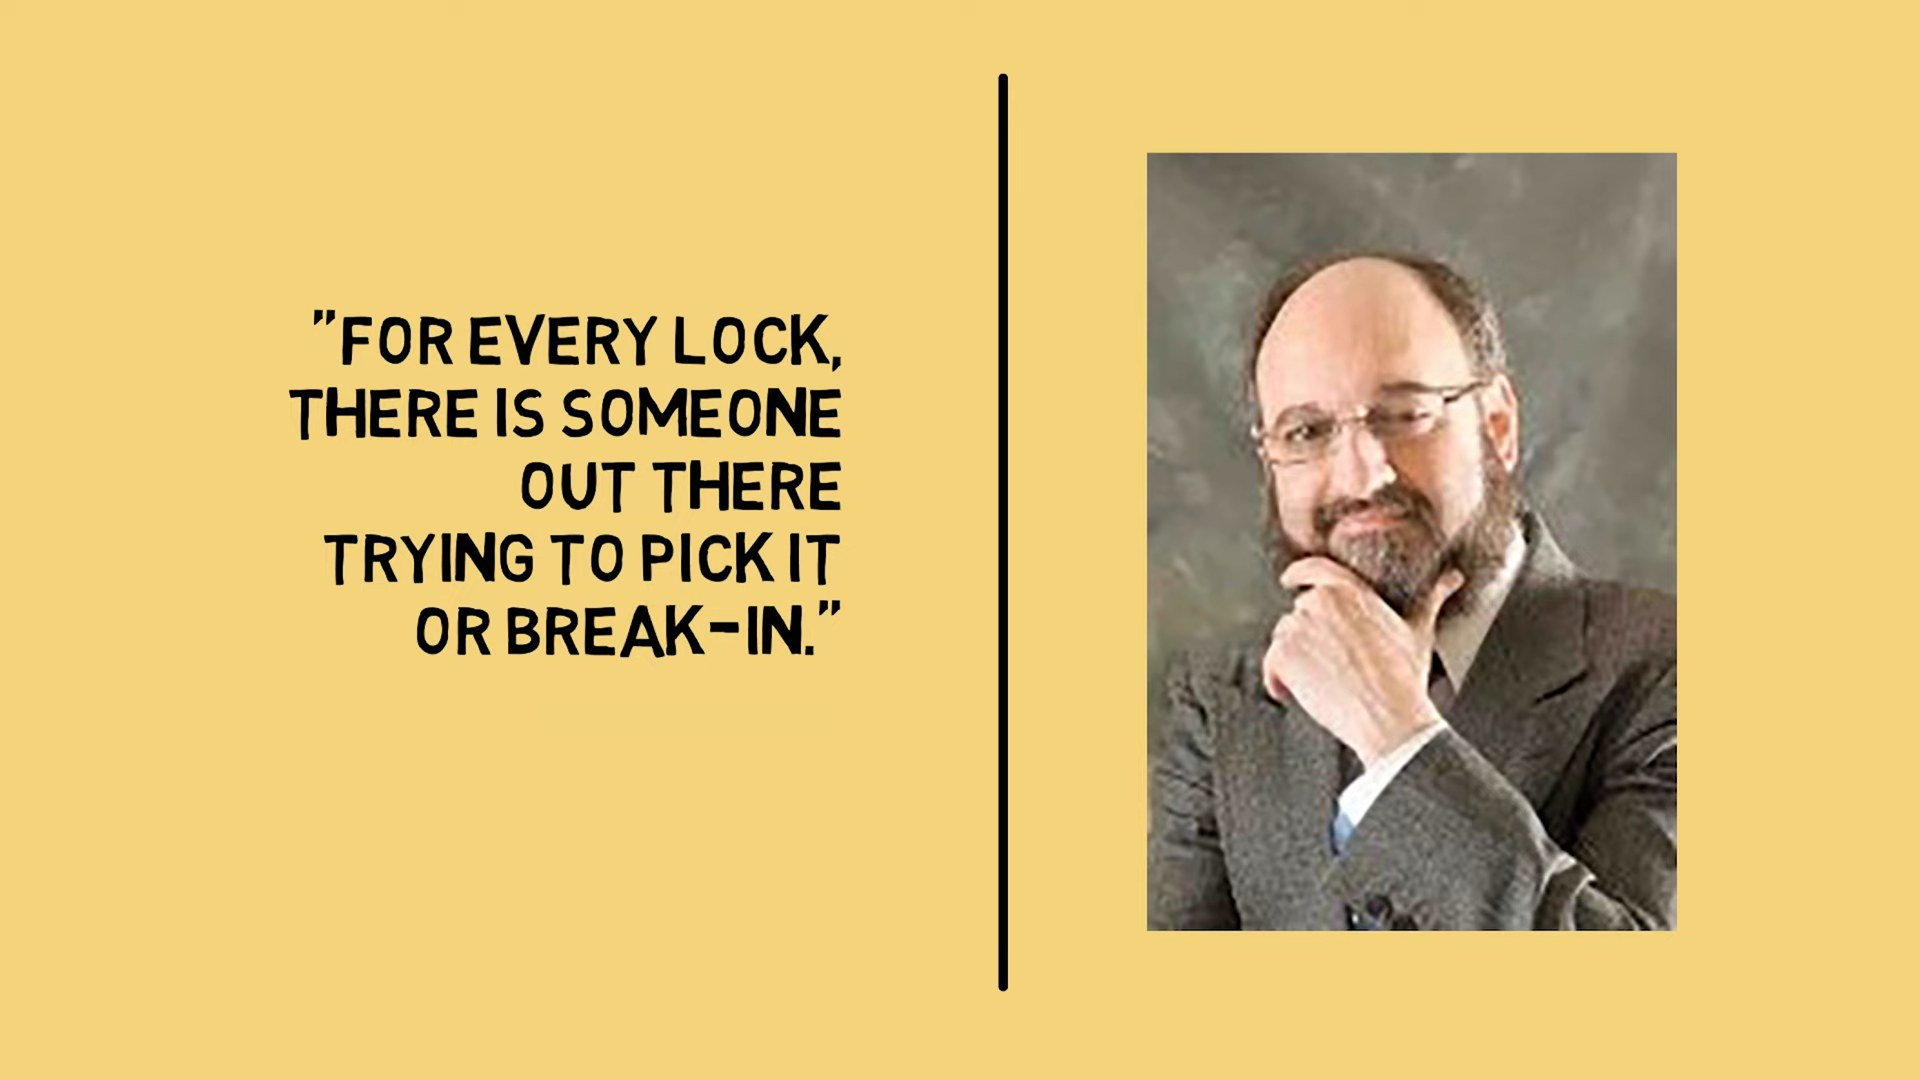 "FOR EVERY LOCK,
THERE IS SOMEONE
OUT THERE
TRYING TO PICK IT
OR BREAK-IN."